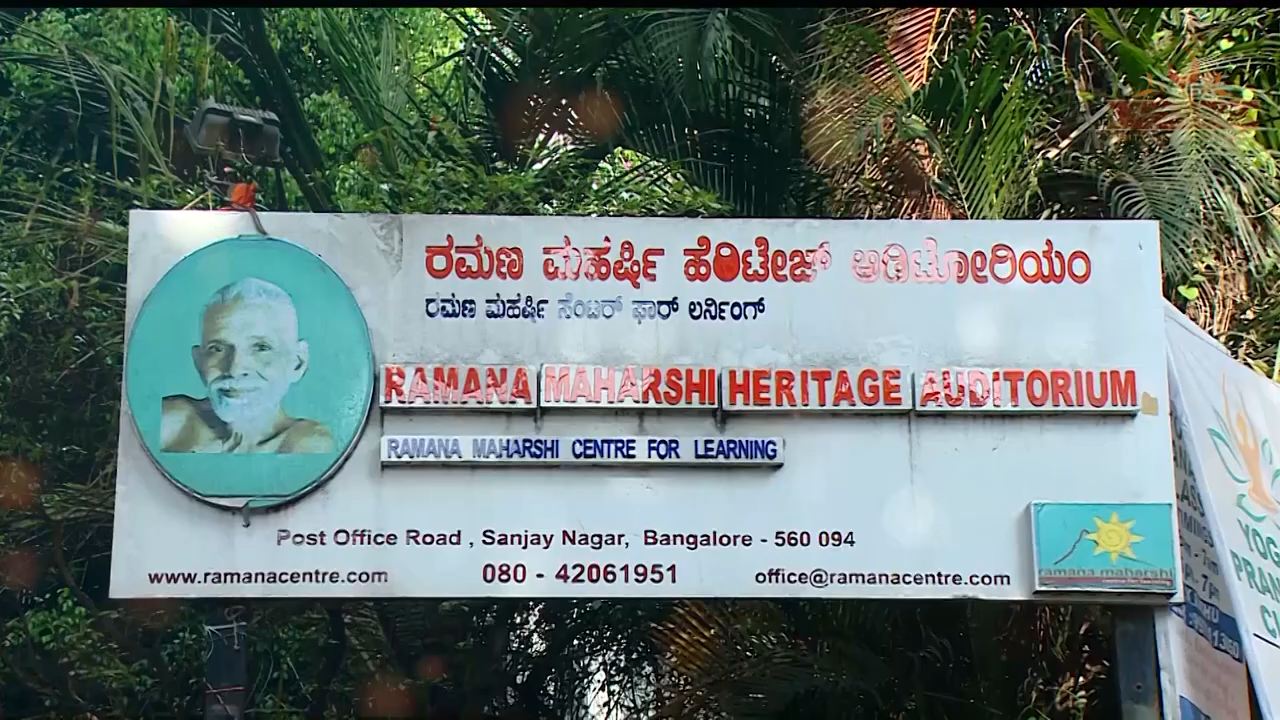 ರಮಣ ಮಹರ್ಷಿ ಹೆರಿಟೇಜ್ ಆಡಿಟೋರಿಯಂ
ರಮಣ ಮಹರ್ಷಿ ಸೆಂಟರ್ ಫಾರ್ ಲರ್ನಿಂಗ್
RAMANA MAHARSHI HERITAGE AUDITORIUM
RAMANA MAHARSHI CENTRE FOR LEARNING
Post Office Road , Sanjay Nagar, Bangalore - 560 094
www.ramanacentre.com 080 - 42061951 office@ramanacentre.com
ramana maharshi